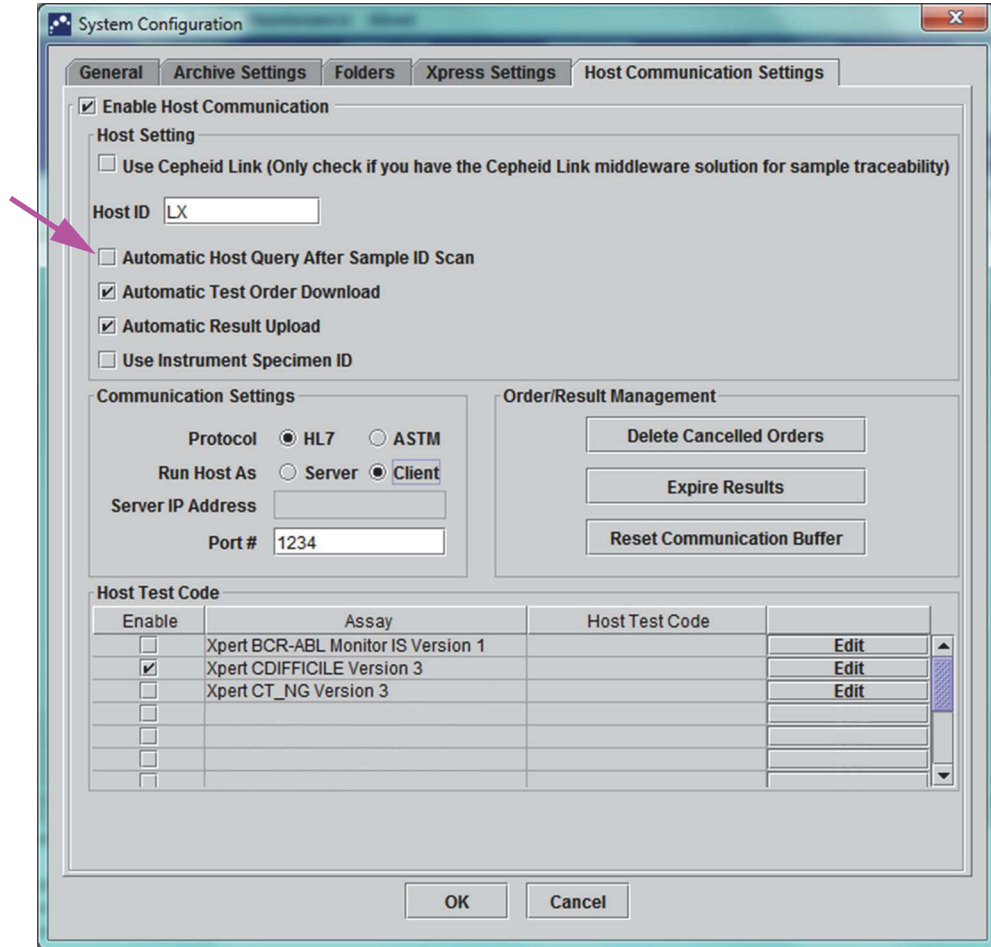 System Configuration
General Archive Settings Folders Xpress Settings Host Communication Settings
Enable Host Communication
Host Setting
Use Cepheid Link (Only check if you have the Cepheid Link middleware solution for sample traceability)
Host ID LX
Automatic Host Query After Sample ID Scan
Automatic Test Order Download
Automatic Result Upload
Use Instrument Specimen ID
Communication Settings
Protocol HL7 ASTM
Run Host As Server Client
Server IP Address
Port # 1234
Order/Result Management
Delete Cancelled Orders
Expire Results
Reset Communication Buffer
Host Test Code
Enable Assay Host Test Code
Xpert BCR-ABL Monitor IS Version 1 Edit
Xpert CDIFFICILE Version 3 Edit
Xpert CT_NG Version 3 Edit
OK Cancel